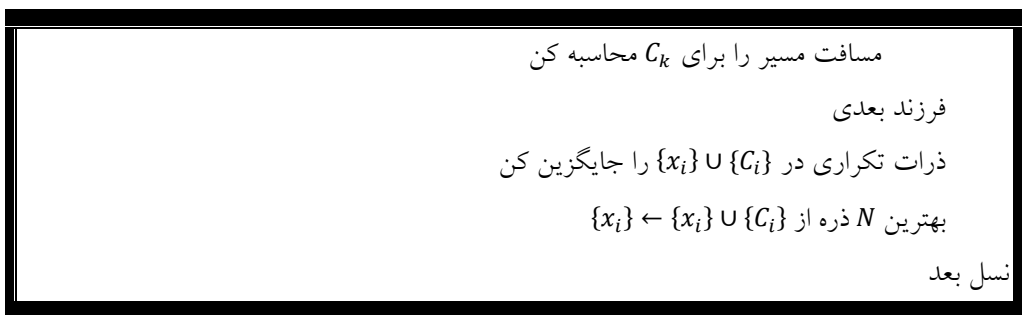 مسافت مسیر را برای C_k محاسبه کن
فرزند بعدی
ذرات تکراری در {x_i} ∪ {C_i} را جایگزین کن
بهترین N ذره از {x_i} ← {x_i} ∪ {C_i}
نسل بعد